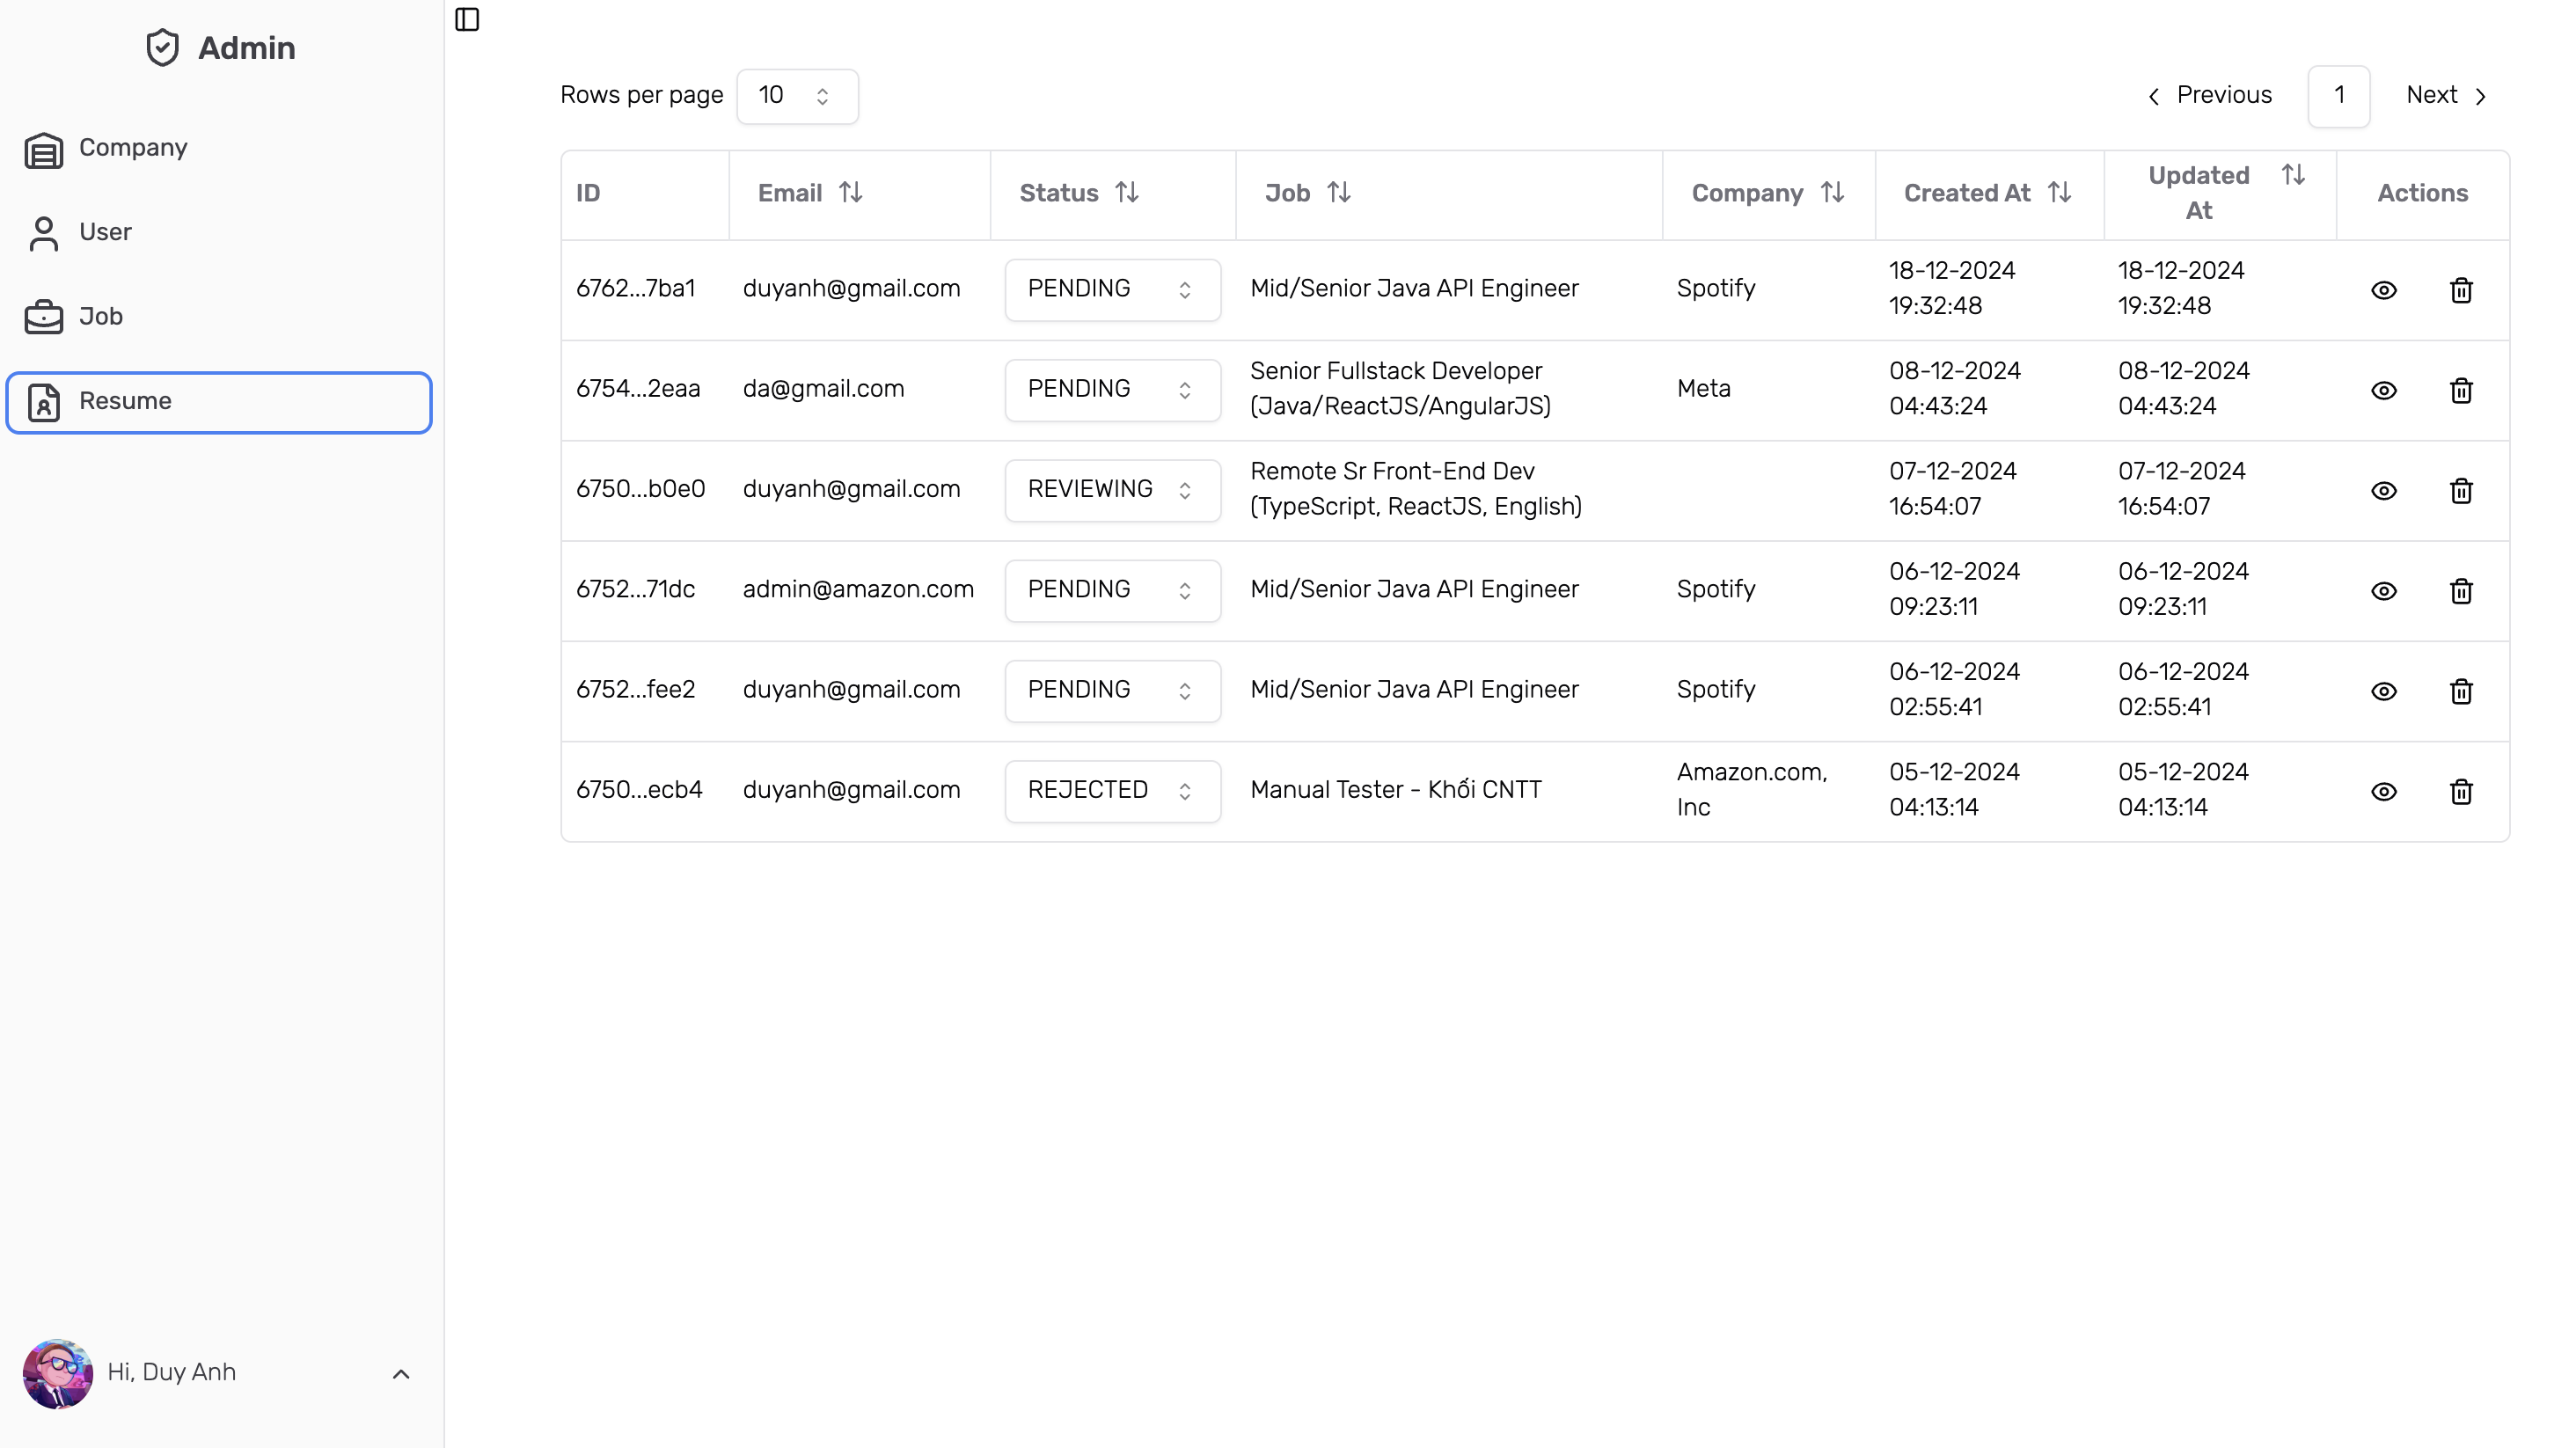 Admin
Company
User
Job
Resume
Hi, Duy Anh
Rows per page 10
Previous 1 Next
ID Email Status Job Company Created At Updated At Actions
6762...7ba1 duyanh@gmail.com PENDING Mid/Senior Java API Engineer Spotify 18-12-2024 19:32:48 18-12-2024 19:32:48
6754...2eaa da@gmail.com PENDING Senior Fullstack Developer (Java/ReactJS/AngularJS) Meta 08-12-2024 04:43:24 08-12-2024 04:43:24
6750...b0e0 duyanh@gmail.com REVIEWING Remote Sr Front-End Dev (TypeScript, ReactJS, English) 07-12-2024 16:54:07 07-12-2024 16:54:07
6752...71dc admin@amazon.com PENDING Mid/Senior Java API Engineer Spotify 06-12-2024 09:23:11 06-12-2024 09:23:11
6752...fee2 duyanh@gmail.com PENDING Mid/Senior Java API Engineer Spotify 06-12-2024 02:55:41 06-12-2024 02:55:41
6750...ecb4 duyanh@gmail.com REJECTED Manual Tester - Khối CNTT Amazon.com, Inc 05-12-2024 04:13:14 05-12-2024 04:13:14